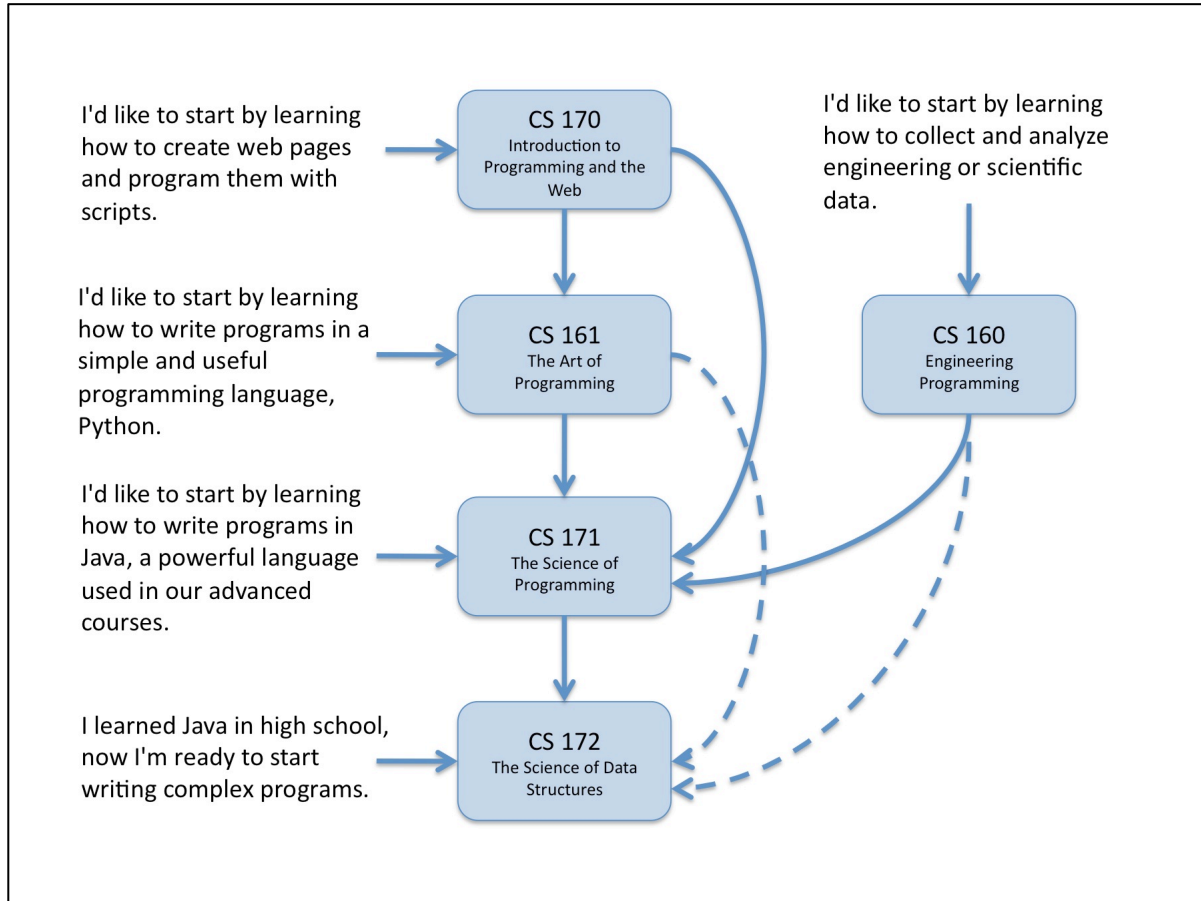 I'd like to start by learning
how to create web pages
and program them with
scripts.
CS 170
Introduction to
Programming and the
Web
I'd like to start by learning
how to collect and analyze
engineering or scientific
data.
I'd like to start by learning
how to write programs in a
simple and useful
programming language,
Python.
CS 161
The Art of
Programming
CS 160
Engineering
Programming
I'd like to start by learning
how to write programs in
Java, a powerful language
used in our advanced
courses.
CS 171
The Science of
Programming
I learned Java in high school,
now I'm ready to start
writing complex programs.
CS 172
The Science of Data
Structures